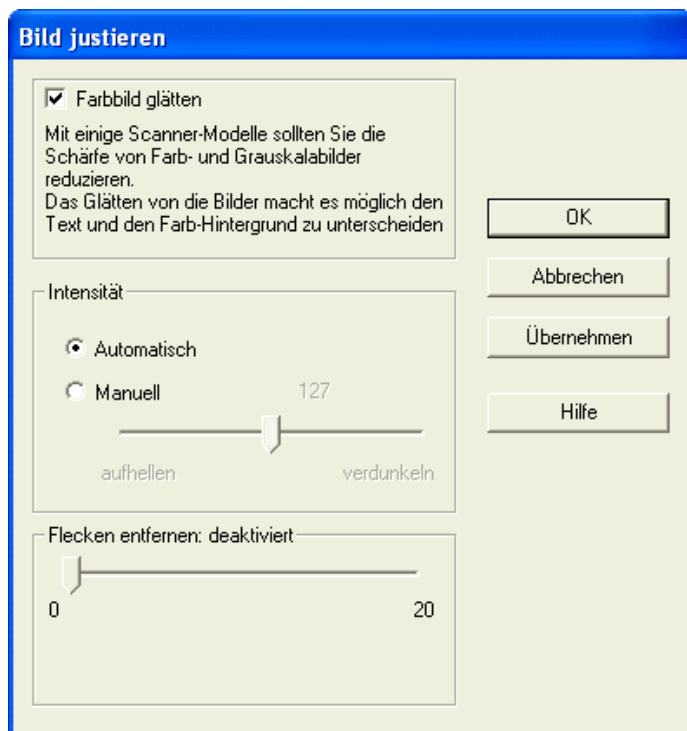 Bild justieren
Farbbild glätten
Mit einige Scanner-Modelle sollten Sie die
Schärfe von Farb- und Grauskalabilder
reduzieren.
Das Glätten von die Bilder macht es möglich den
Text und den Farb-Hintergrund zu unterscheiden
OK
Abbrechen
Übernehmen
Hilfe
Intensität
Automatisch
Manuell 127
aufhellen verdunkeln
Flecken entfernen: deaktiviert
0 20